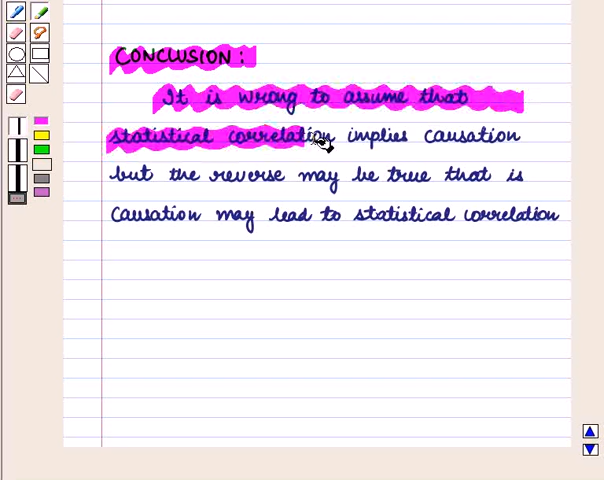 CONCLUSION:
It is wrong to assume that
statistical correlation implies causation
but the reverse may be true that is
Causation may lead to statistical correlation